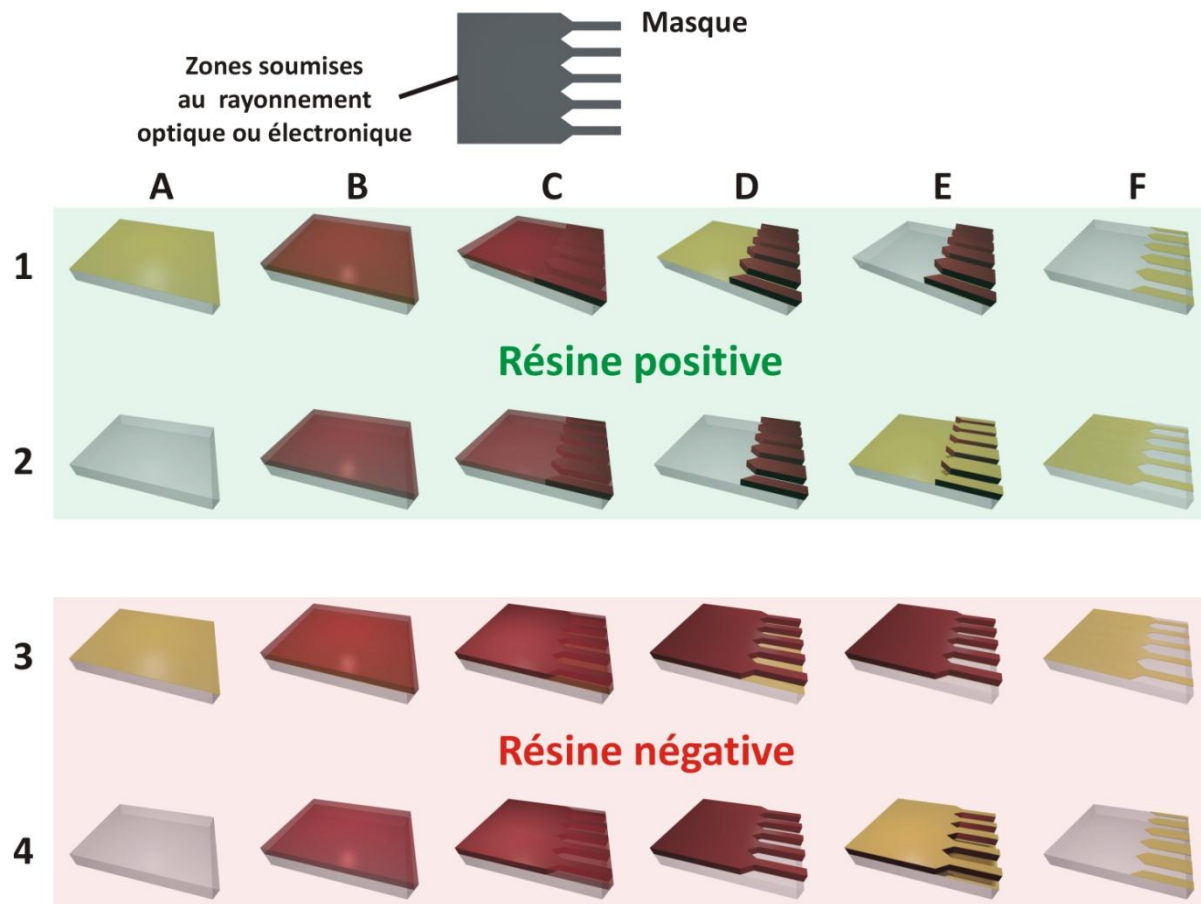 Masque
Zones soumises
au rayonnement
optique ou électronique
A B C D E F
1
Résine positive
2
3
Résine négative
4